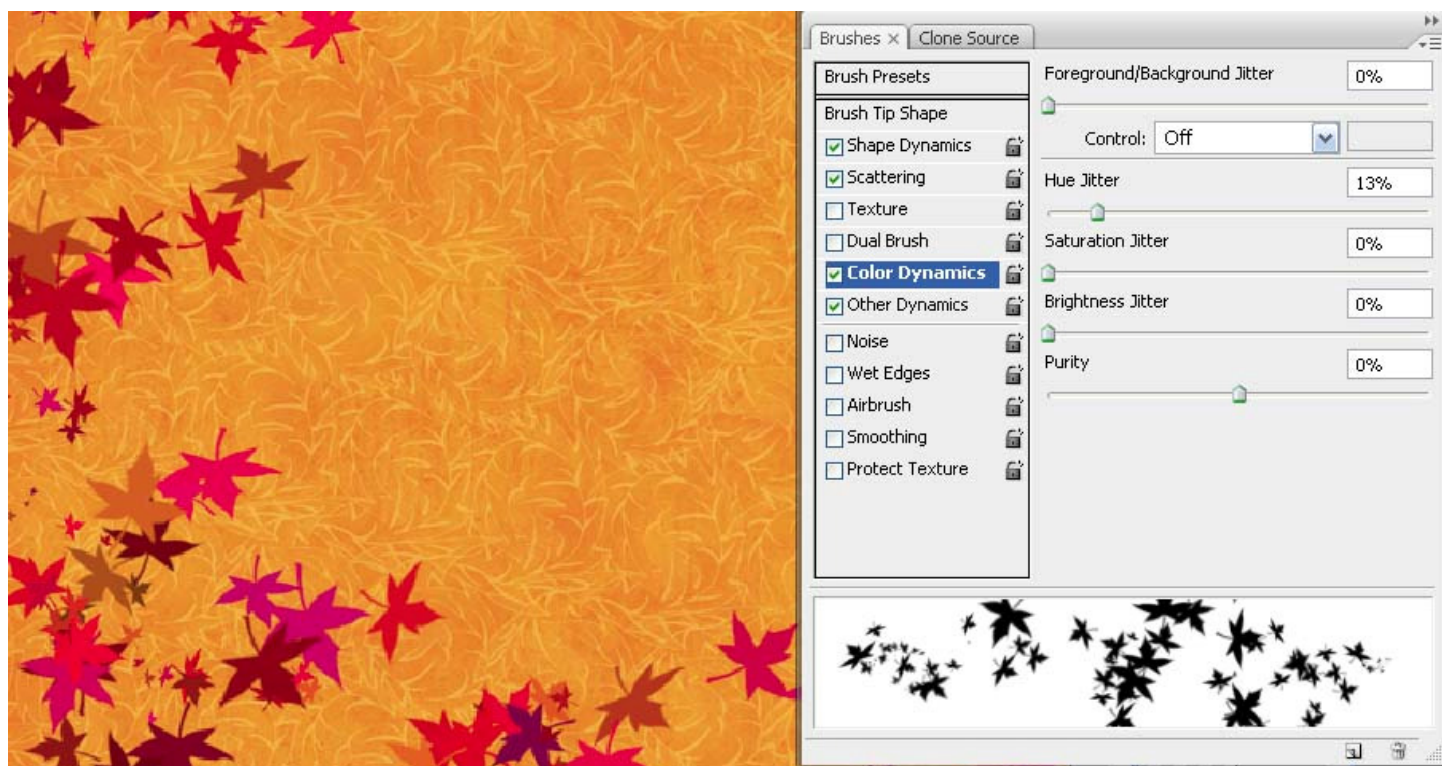 Brushes × Clone Source
Brush Presets
Brush Tip Shape
Shape Dynamics
Scattering
Texture
Dual Brush
Color Dynamics
Other Dynamics
Noise
Wet Edges
Airbrush
Smoothing
Protect Texture
Foreground/Background Jitter 0%
Control: Off
Hue Jitter 13%
Saturation Jitter 0%
Brightness Jitter 0%
Purity 0%